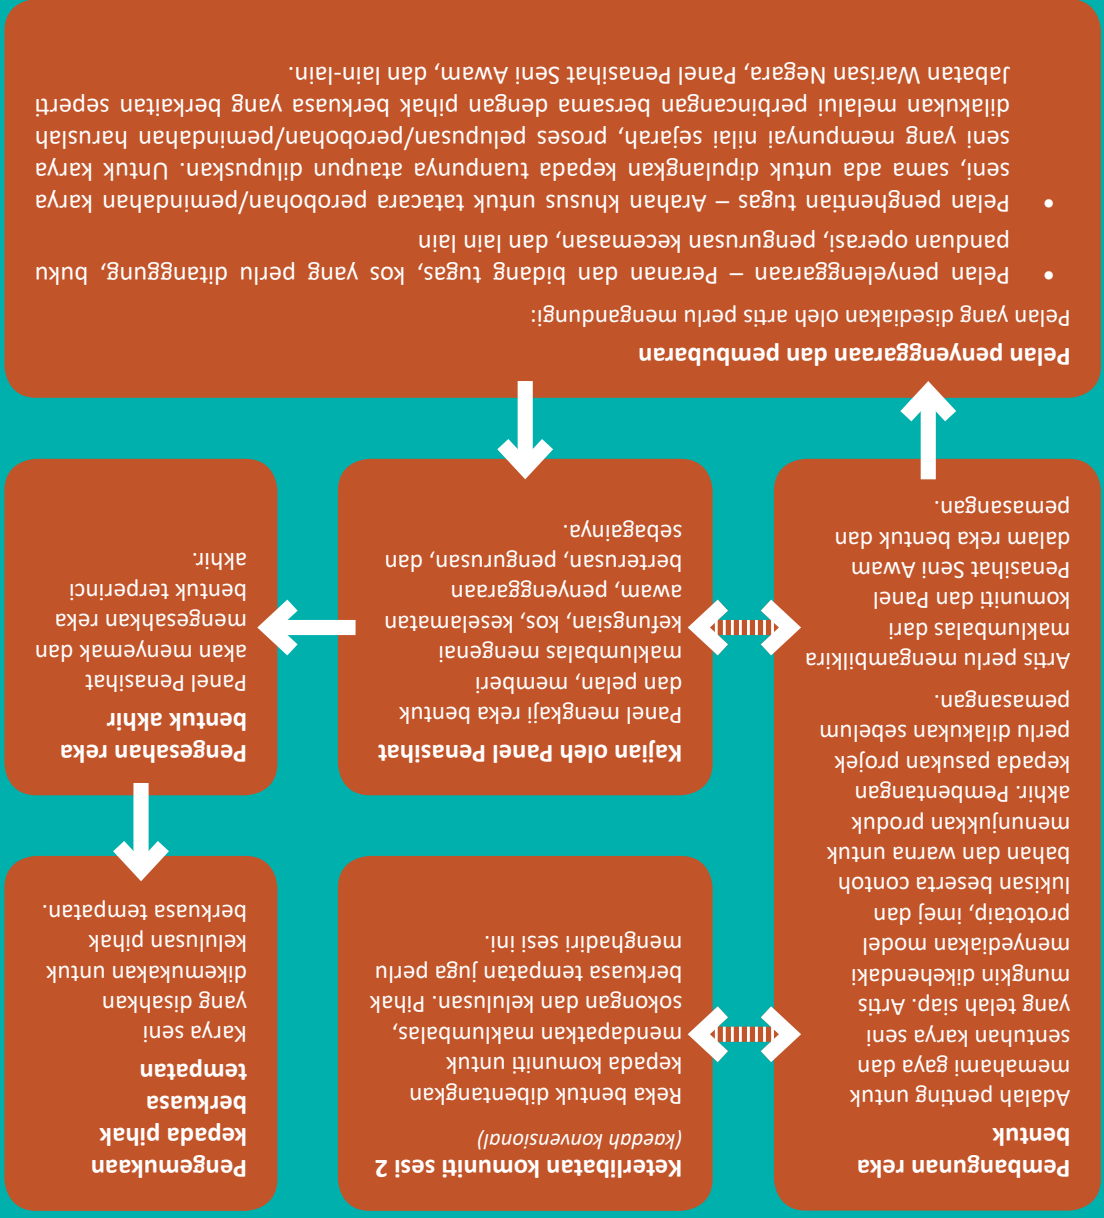 Pembangunan reka
bentuk
Adalah penting untuk
memahami gaya dan
sentuhan karya seni
yang telah siap. Artis
mungkin dikehendaki
menyediakan model
prototaip, imej dan
lukisan beserta contoh
bahan dan warna untuk
menunjukkan produk
akhir. Pembentangan
kepada pasukan projek
perlu dilakukan sebelum
pemasangan.
Artis perlu mengambilkira
maklumbalas dari
komuniti dan Panel
Penasihat Seni Awam
dalam reka bentuk dan
pemasangan.
Keterlibatan komuniti sesi 2
(kaedah konvensional)
Reka bentuk dibentangkan
kepada komuniti untuk
mendapatkan maklumbalas,
sokongan dan kelulusan. Pihak
berkuasa tempatan juga perlu
menghadiri sesi ini.
Pengemukaan
kepada pihak
berkuasa
tempatan
Karya seni
yang disahkan
dikemukakan untuk
kelulusan pihak
berkuasa tempatan.
Kajian oleh Panel Penasihat
Panel mengkaji reka bentuk
dan pelan, memberi
maklumbalas mengenai
kefungsian, kos, keselamatan
awam, penyenggaraan
berterusan, pengurusan, dan
sebagainya.
Pengesahan reka
bentuk akhir
Panel Penasihat
akan menyemak dan
mengesahkan reka
bentuk terperinci
akhir.
Pelan penyenggaraan dan pembubaran
Pelan yang disediakan oleh artis perlu mengandungi:
• Pelan penyelenggaraan – Peranan dan bidang tugas, kos yang perlu ditanggung, buku
panduan operasi, pengurusan kecemasan, dan lain lain
• Pelan penghentian tugas – Arahan khusus untuk tatacara perobohan/pemindahan karya
seni, sama ada untuk dipulangkan kepada tuanpunya ataupun dilupuskan. Untuk karya
seni yang mempunyai nilai sejarah, proses pelupusan/perobohan/pemindahan haruslah
dilakukan melalui perbincangan bersama dengan pihak berkuasa yang berkaitan seperti
Jabatan Warisan Negara, Panel Penasihat Seni Awam, dan lain-lain.